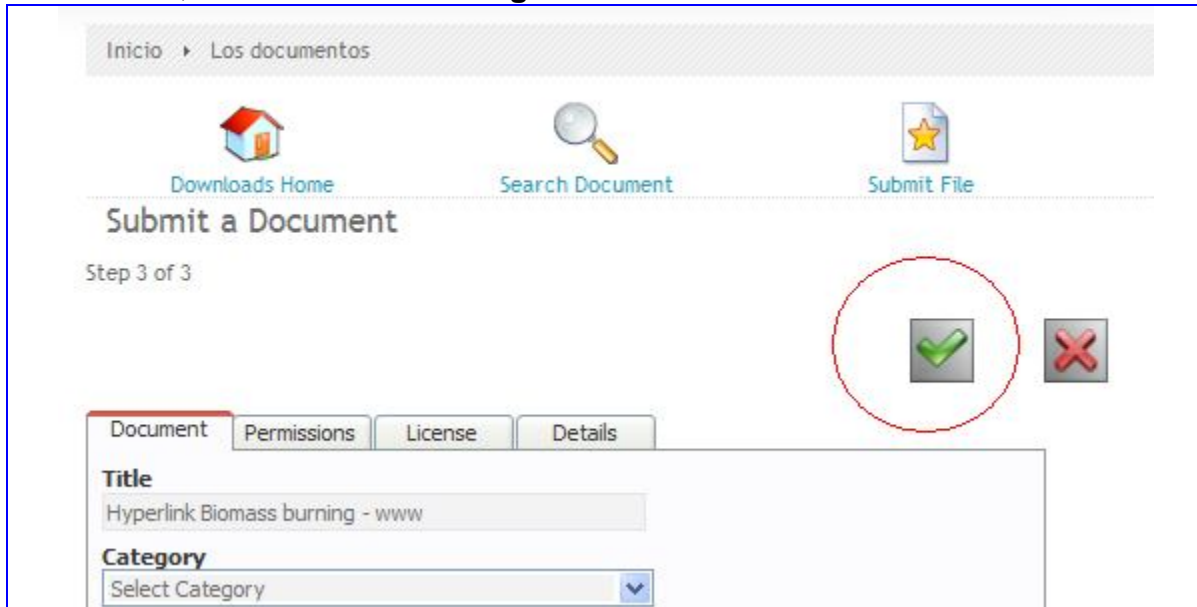 Inicio ▸ Los documentos
Downloads Home Search Document Submit File
Submit a Document
Step 3 of 3
Document Permissions License Details
Title
Hyperlink Biomass burning - www
Category
Select Category